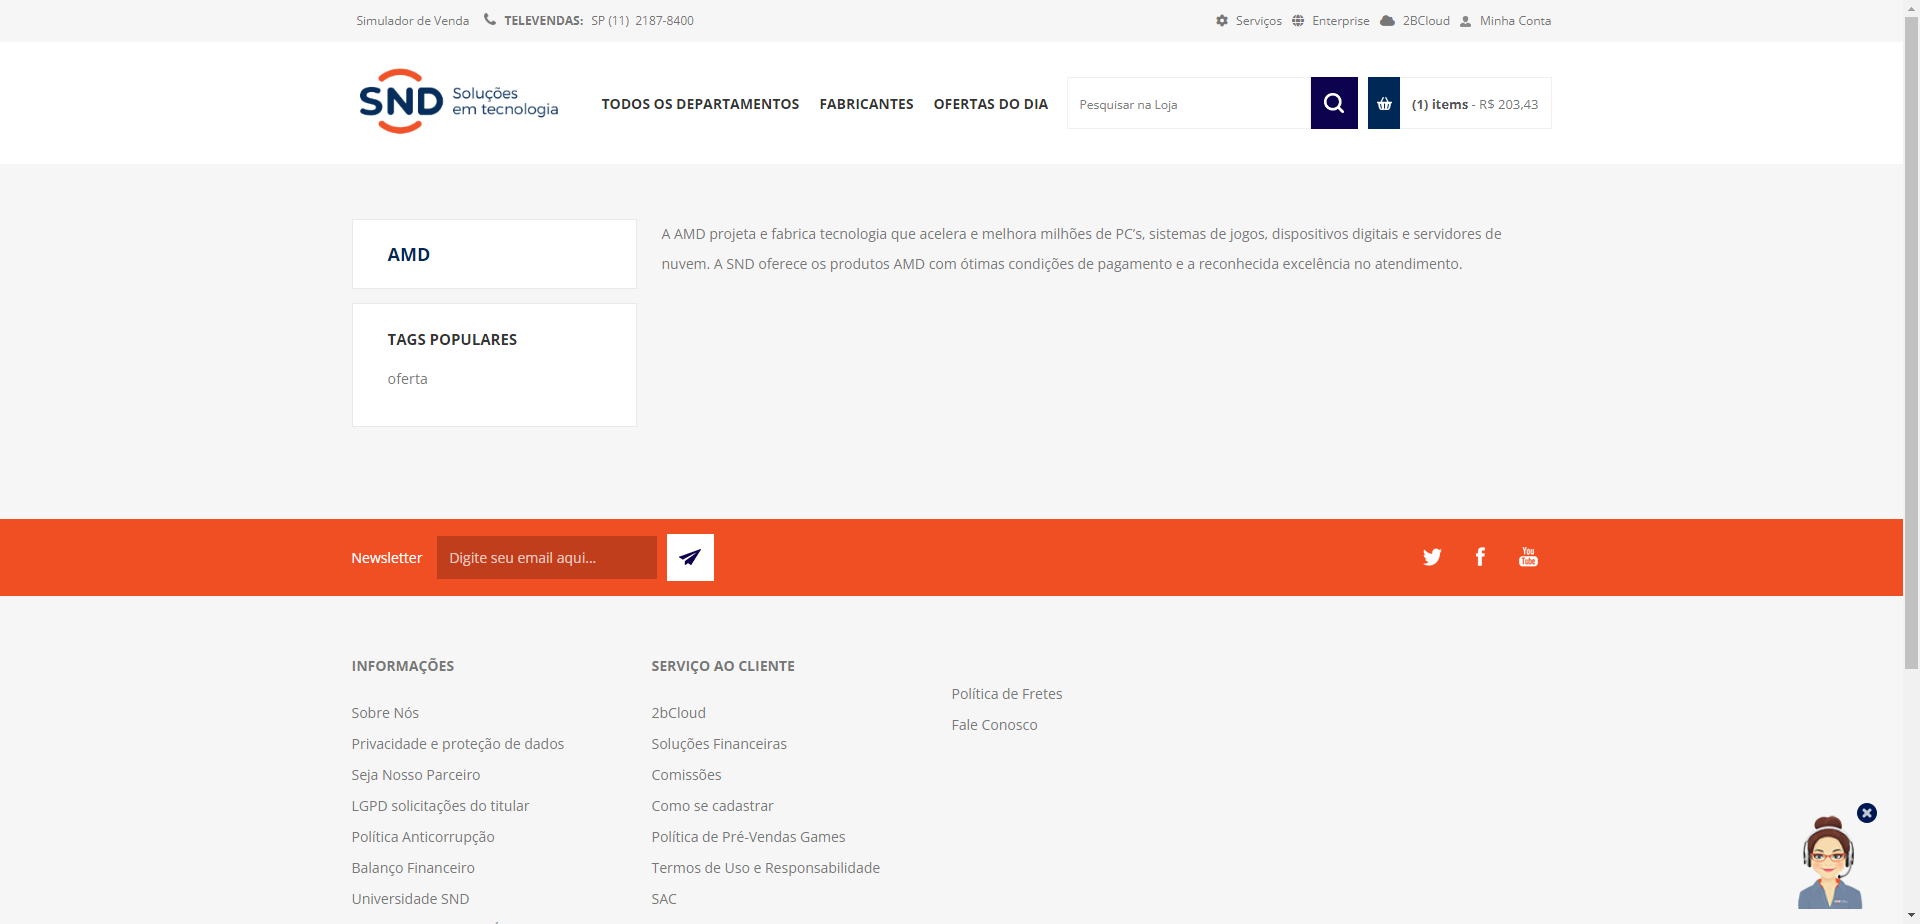 Simulador de Venda TELEVENDAS: SP (11) 2187-8400 Serviços Enterprise 2BCloud Minha Conta
SND Soluções
em tecnologia
TODOS OS DEPARTAMENTOS FABRICANTES OFERTAS DO DIA Pesquisar na Loja (1) items - R$ 203,43
AMD
TAGS POPULARES
oferta
A AMD projeta e fabrica tecnologia que acelera e melhora milhões de PC’s, sistemas de jogos, dispositivos digitais e servidores de
nuvem. A SND oferece os produtos AMD com ótimas condições de pagamento e a reconhecida excelência no atendimento.
Newsletter Digite seu email aqui... You Tube
INFORMAÇÕES
Sobre Nós
Privacidade e proteção de dados
Seja Nosso Parceiro
LGPD solicitações do titular
Política Anticorrupção
Balanço Financeiro
Universidade SND
SERVIÇO AO CLIENTE
2bCloud
Soluções Financeiras
Comissões
Como se cadastrar
Política de Pré-Vendas Games
Termos de Uso e Responsabilidade
SAC
Política de Fretes
Fale Conosco